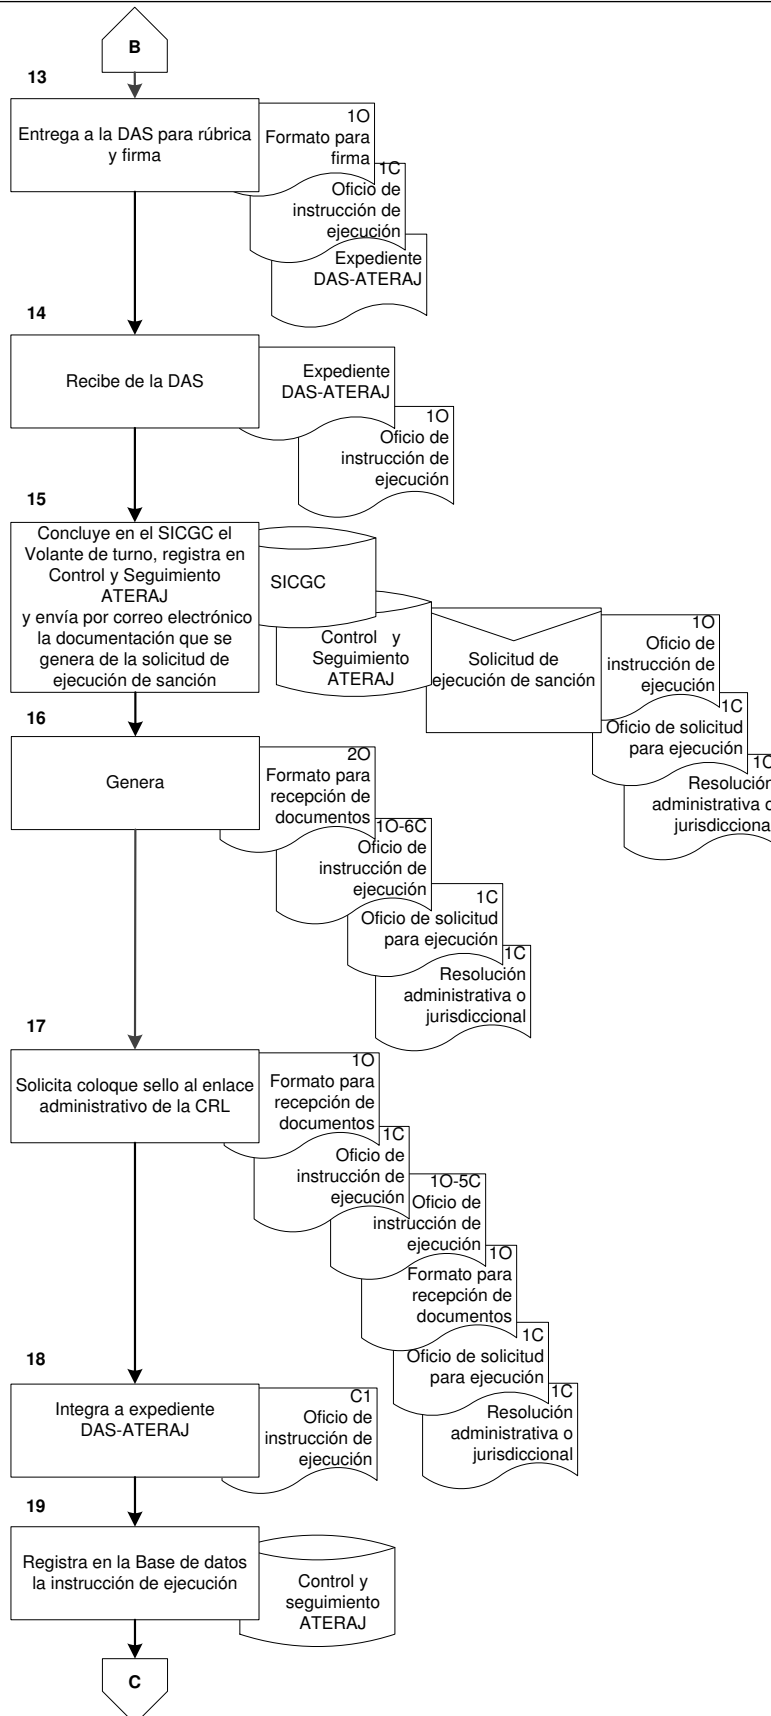 B
13
Entrega a la DAS para rúbrica
y firma
1O
Formato para
firma
1C
Oficio de
instrucción de
ejecución
Expediente
DAS-ATERAJ
14
Recibe de la DAS
Expediente
DAS-ATERAJ
1O
Oficio de
instrucción de
ejecución
15
Concluye en el SICGC el
Volante de turno, registra en
Control y Seguimiento
ATERAJ
y envía por correo electrónico
la documentación que se
genera de la solicitud de
ejecución de sanción
SICGC
Control y
Seguimiento
ATERAJ
Solicitud de
ejecución de sanción
1O
Oficio de
instrucción de
ejecución
1C
Oficio de solicitud
para ejecución
Resolución
administrativa
16
Genera
2O
Formato para
recepción de
documentos
1O-6C
Oficio de
instrucción de
ejecución
1C
Oficio de solicitud
para ejecución
1C
Resolución
administrativa o
jurisdiccional
17
Solicita coloque sello al enlace
administrativo de la CRL
1O
Formato para
recepción de
documentos
1C
Oficio de
instrucción de
ejecución
1O-5C
Oficio de
instrucción de
ejecución
1O
Formato para
recepción de
documentos
1C
Oficio de solicitud
para ejecución
1C
Resolución
administrativa o
jurisdiccional
18
Integra a expediente
DAS-ATERAJ
C1
Oficio de
instrucción de
ejecución
19
Registra en la Base de datos
la instrucción de ejecución
Control y
seguimiento
ATERAJ
C